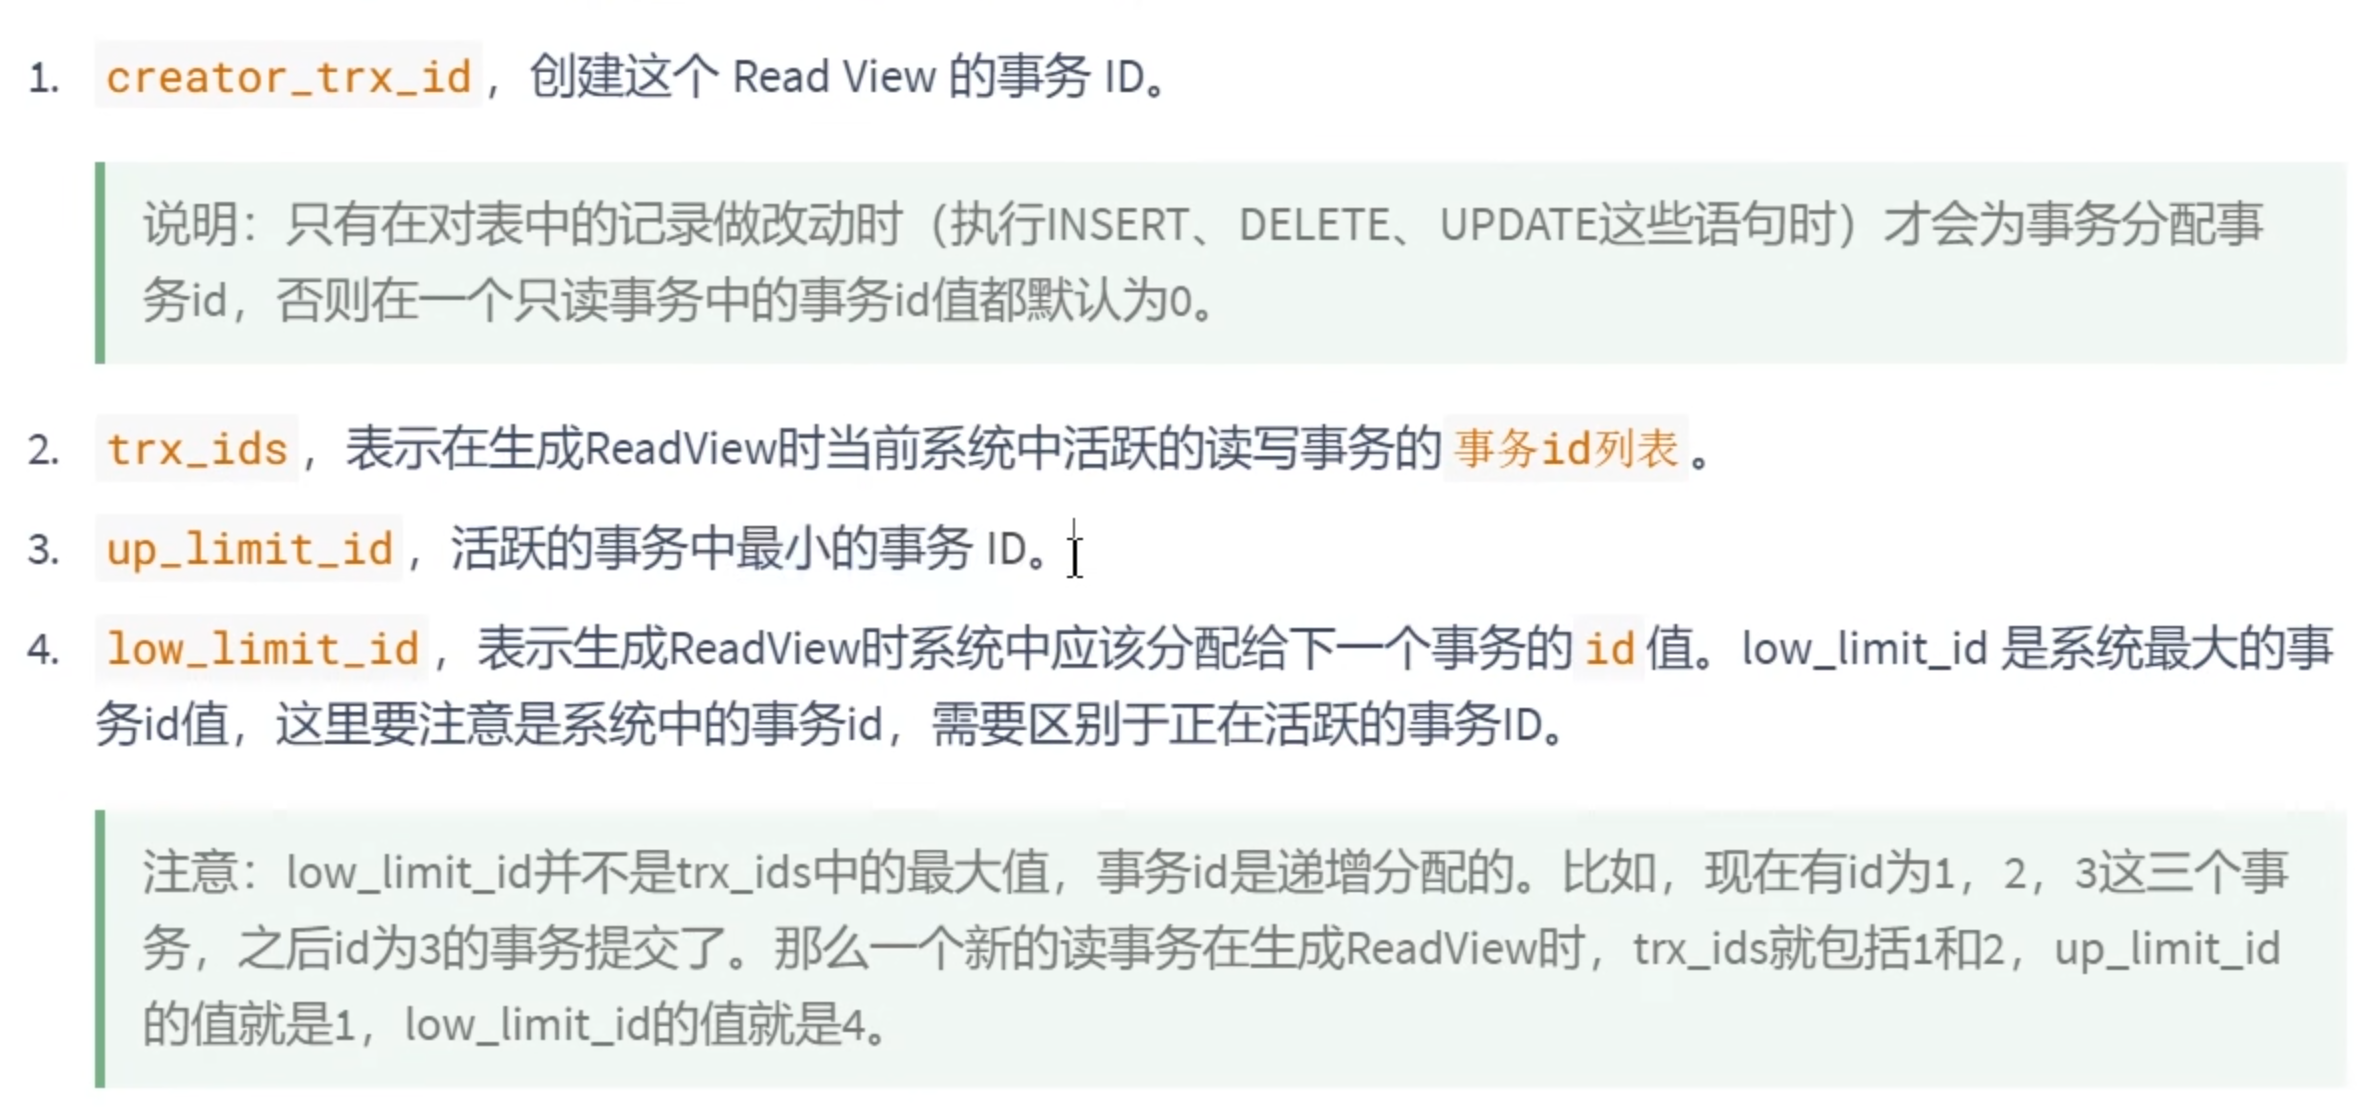 1. creator_trx_id，创建这个 Read View 的事务 ID。
说明：只有在对表中的记录做改动时（执行INSERT、DELETE、UPDATE这些语句时）才会为事务分配事
务id，否则在一个只读事务中的事务id值都默认为0。
2. trx_ids，表示在生成ReadView时当前系统中活跃的读写事务的 事务id列表 。
3. up_limit_id，活跃的事务中最小的事务 ID。
4. low_limit_id，表示生成ReadView时系统中应该分配给下一个事务的 id 值。low_limit_id 是系统最大的事
务id值，这里要注意是系统中的事务id，需要区别于正在活跃的事务ID。
注意：low_limit_id并不是trx_ids中的最大值，事务id是递增分配的。比如，现在有id为1，2，3这三个事
务，之后id为3的事务提交了。那么一个新的读事务在生成ReadView时，trx_ids就包括1和2，up_limit_id
的值就是1，low_limit_id的值就是4。